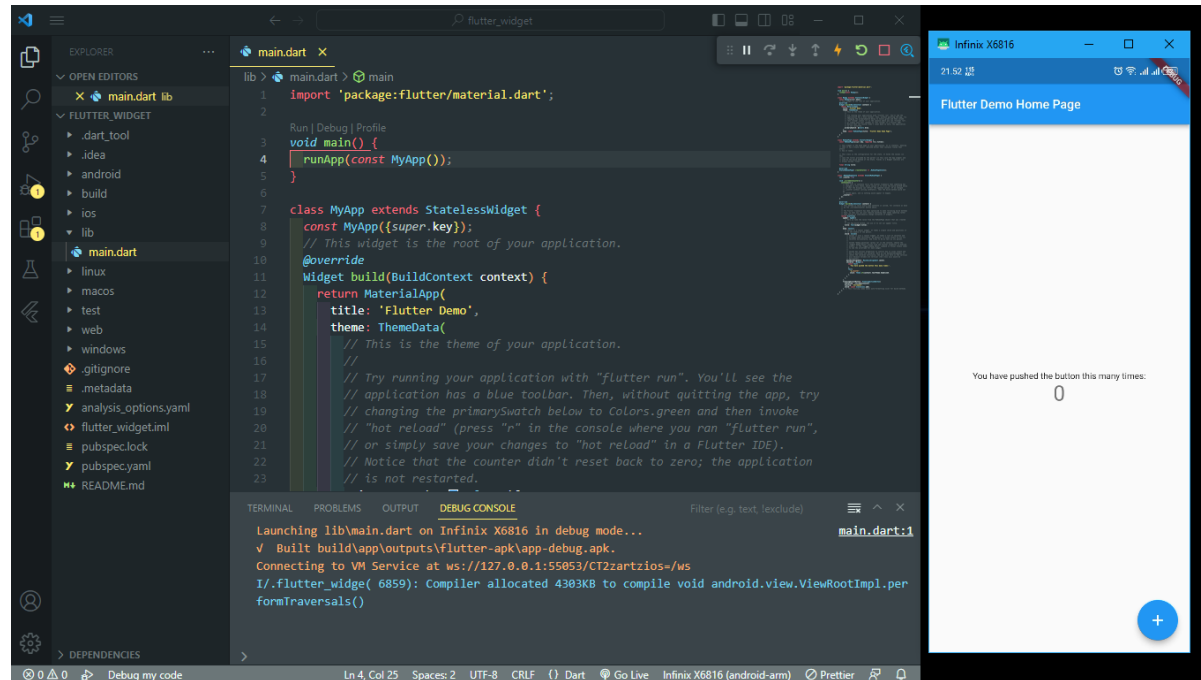 flutter_widget
EXPLORER
OPEN EDITORS
main.dart lib
FLUTTER_WIDGET
.dart_tool
.idea
android
build
ios
lib
main.dart
linux
macos
test
web
windows
.gitignore
.metadata
analysis_options.yaml
flutter_widget.iml
pubspec.lock
pubspec.yaml
README.md
DEPENDENCIES
1
1
main.dart
lib > main.dart > main
1 import 'package:flutter/material.dart';
2
Run | Debug | Profile
3 void main() {
4 runApp(const MyApp());
5 }
6
7 class MyApp extends StatelessWidget {
8 const MyApp({super.key});
9 // This widget is the root of your application.
10 @override
11 Widget build(BuildContext context) {
12 return MaterialApp(
13 title: 'Flutter Demo',
14 theme: ThemeData(
15 // This is the theme of your application.
16 //
17 // Try running your application with "flutter run". You'll see the
18 // application has a blue toolbar. Then, without quitting the app, try
19 // changing the primarySwatch below to Colors.green and then invoke
20 // "hot reload" (press "r" in the console where you ran "flutter run",
21 // or simply save your changes to "hot reload" in a Flutter IDE).
22 // Notice that the counter didn't reset back to zero; the application
23 // is not restarted.
TERMINAL PROBLEMS OUTPUT DEBUG CONSOLE Filter (e.g. text, !exclude)
Launching lib\main.dart on Infinix X6816 in debug mode... main.dart:1
√ Built build\app\outputs\flutter-apk\app-debug.apk.
Connecting to VM Service at ws://127.0.0.1:55053/CT2zartzios=/ws
I/.flutter_widge( 6859): Compiler allocated 4303KB to compile void android.view.ViewRootImpl.per
formTraversals()
>
0 0 Debug my code Ln 4, Col 25 Spaces: 2 UTF-8 CRLF {} Dart Go Live Infinix X6816 (android-arm) Prettier
Infinix X6816
21.52
DEBUG
Flutter Demo Home Page
You have pushed the button this many times:
0
+